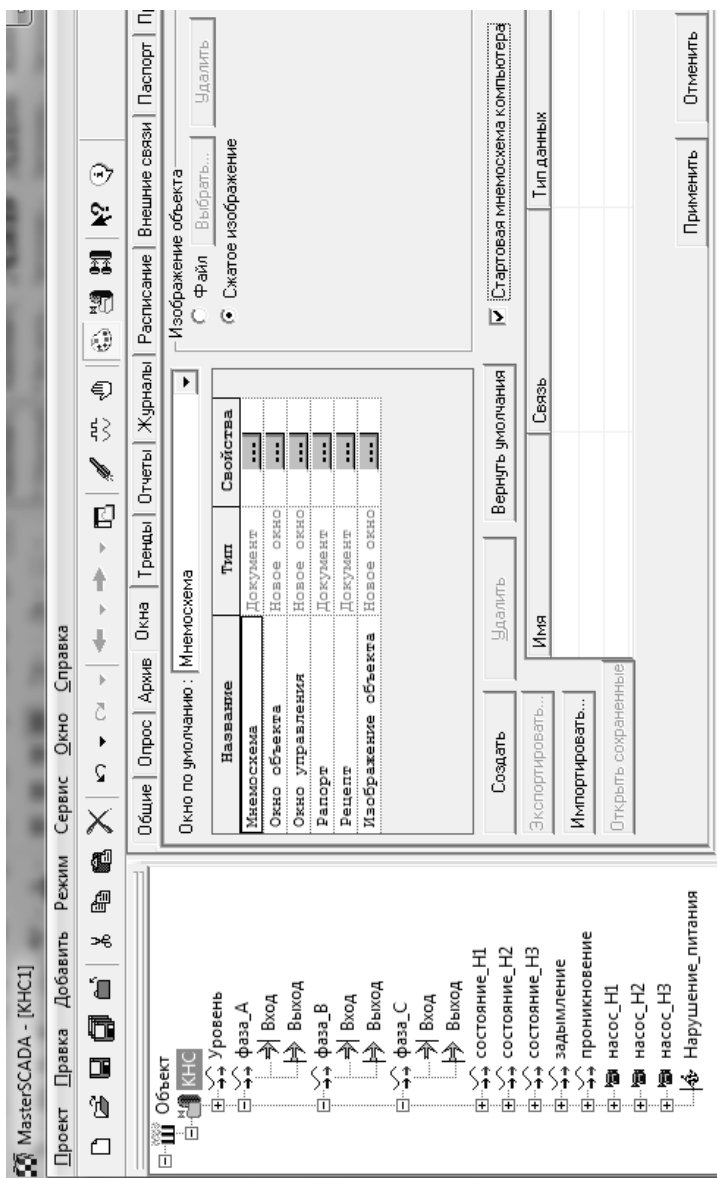 MasterSCADA - [КНС1]
Проект Правка Добавить Режим Сервис Окно Справка
Объект
КНС
Уровень
фаза_А
Вход
Выход
фаза_В
Вход
Выход
фаза_С
Вход
Выход
состояние_Н1
состояние_Н2
состояние_Н3
задымление
проникновение
насос_Н1
насос_Н2
насос_Н3
Нарушение_питания
Общие Опрос Архив Окна Тренды Отчеты Журналы Расписание Внешние связи Паспорт
Окно по умолчанию : Мнемосхема
Название Тип Свойства
Мнемосхема Документ ...
Окно объекта Новое окно ...
Окно управления Новое окно ...
Рапорт Документ ...
Рецепт Документ ...
Изображение объекта Новое окно ...
Изображение объекта
Файл Выбрать... Удалить
Сжатое изображение
Создать Удалить Вернуть умолчания Стартовая мнемосхема компьютера
Экспортировать...
Импортировать...
Открыть сохраненные
Имя Связь Тип данных
Применить Отменить